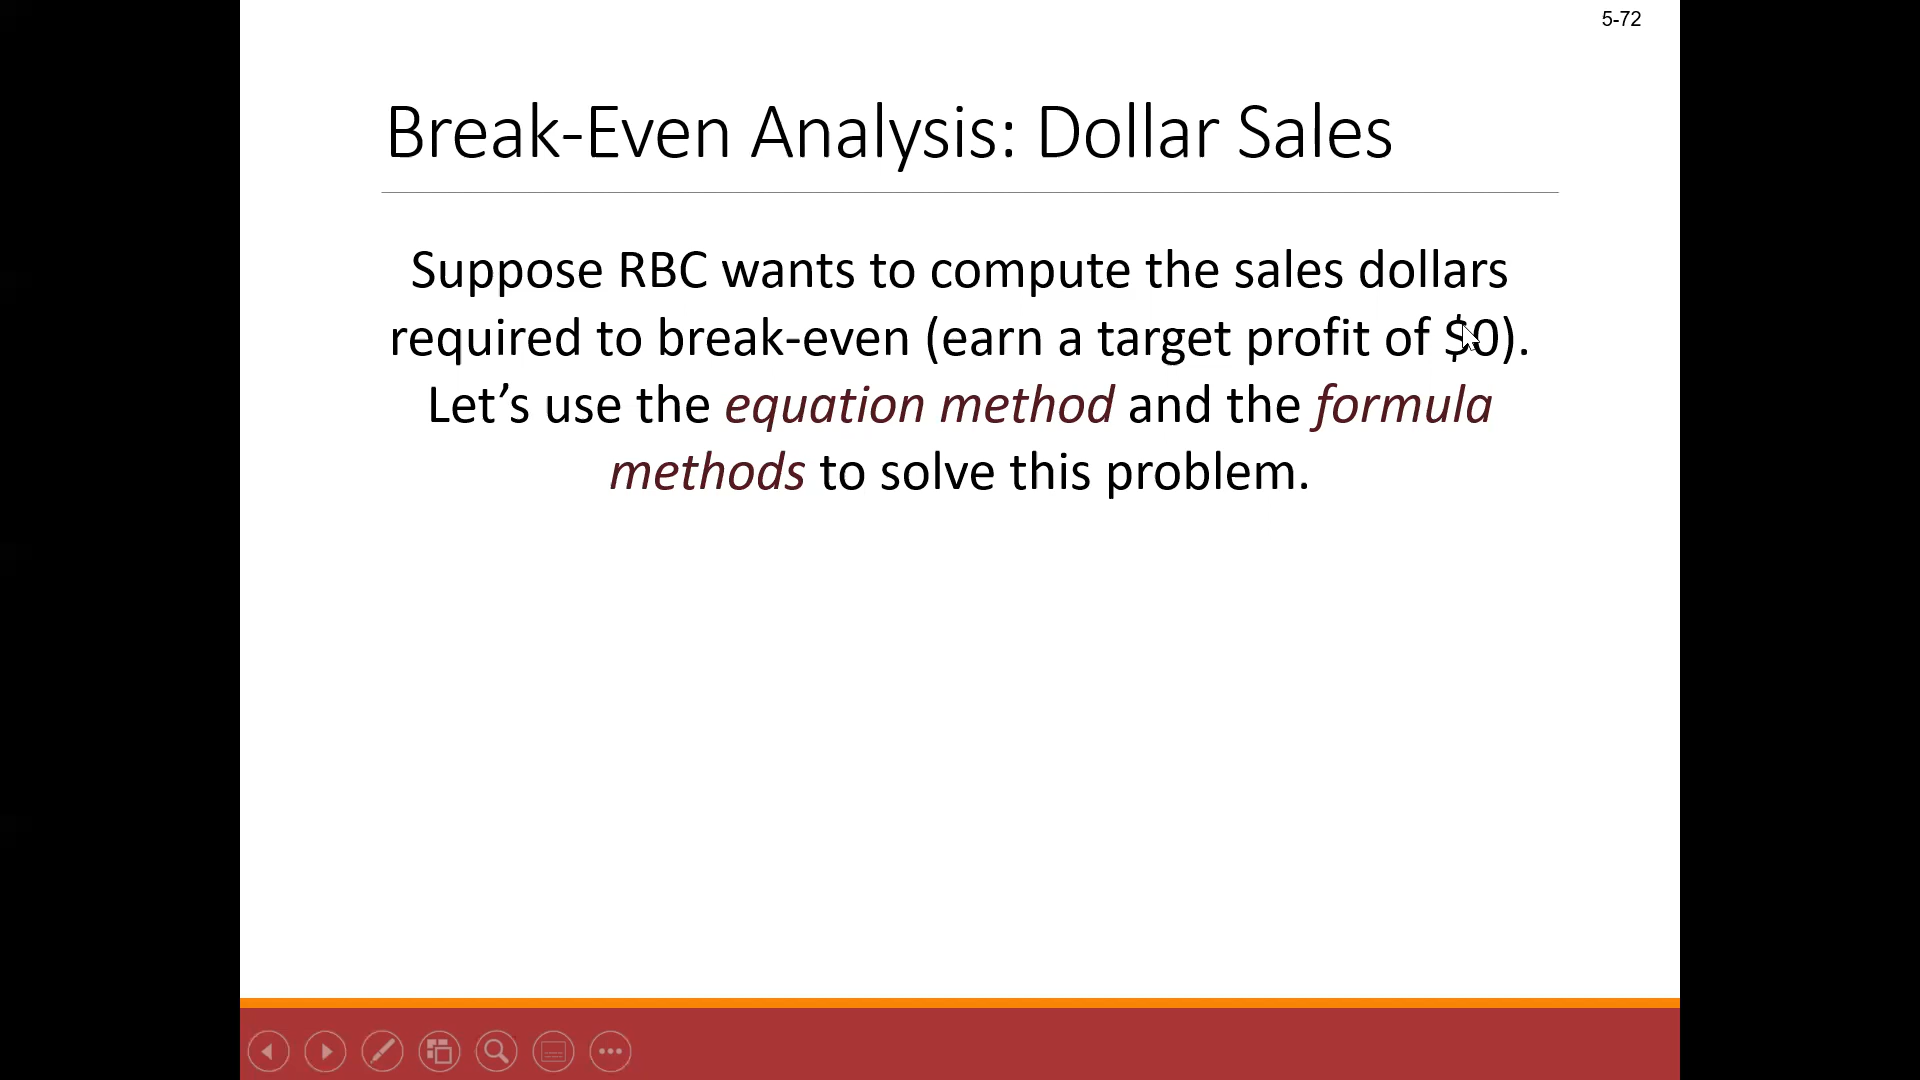 5-72
Break-Even Analysis: Dollar Sales
Suppose RBC wants to compute the sales dollars
required to break-even (earn a target profit of $0).
Let’s use the equation method and the formula
methods to solve this problem.